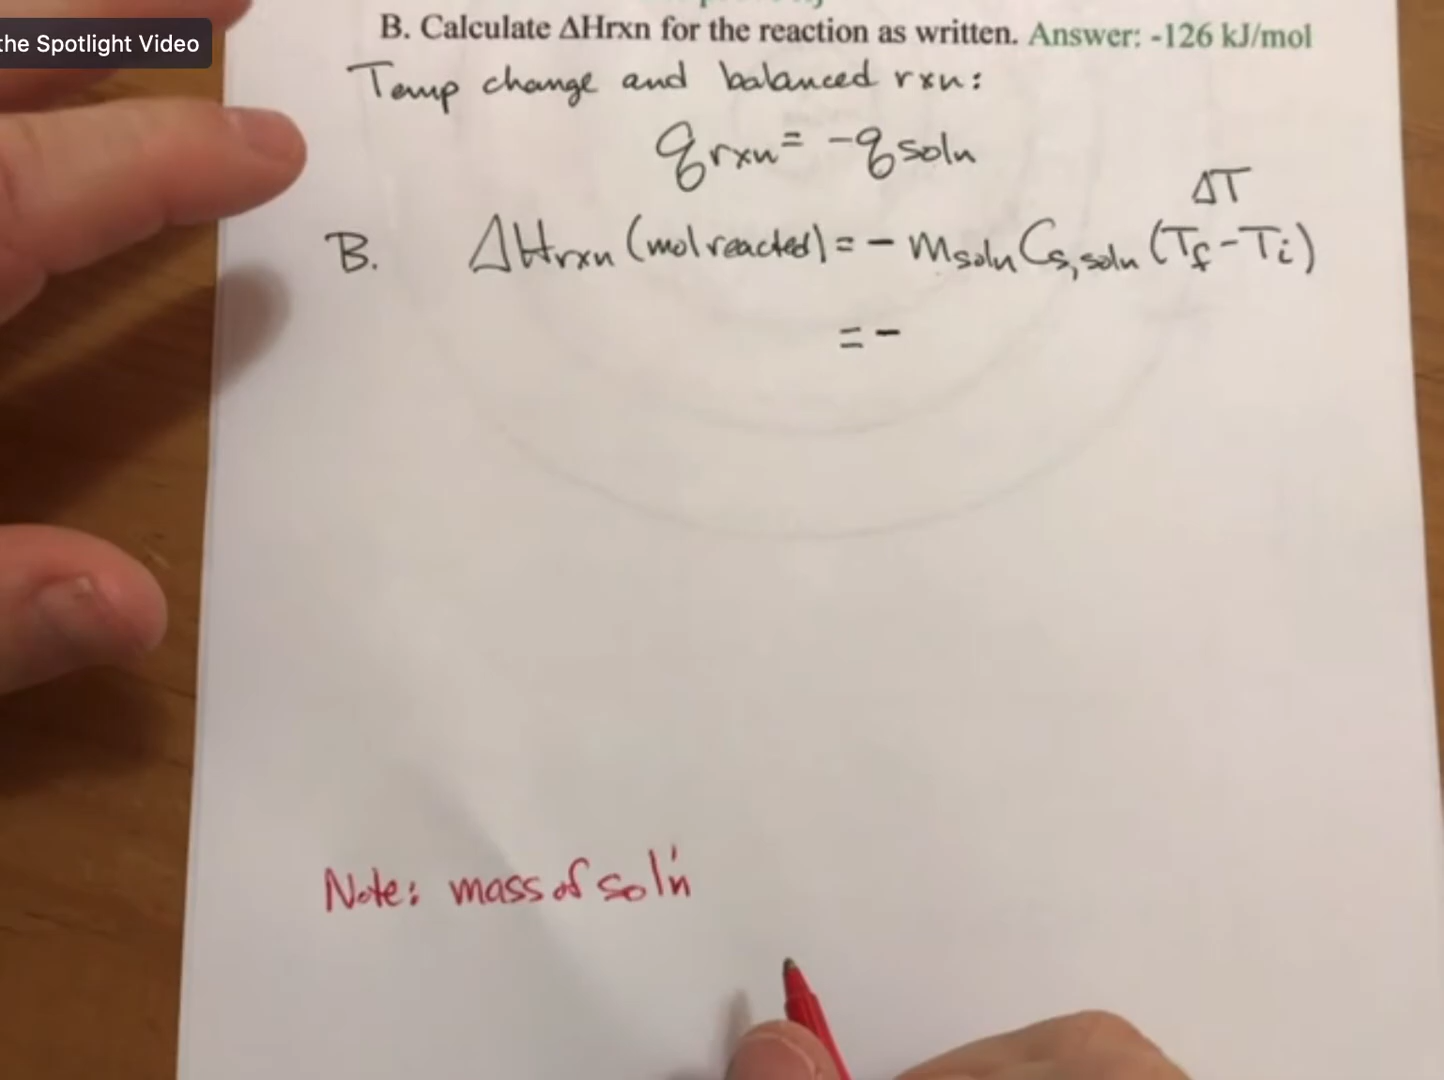 the Spotlight Video
B. Calculate ΔHrxn for the reaction as written. Answer: -126 kJ/mol
Temp change and balanced rxn:
qrxn = -qsoln
ΔT
B. ΔHrxn (mol reacted) = - msoln Cs,soln (Tf - Ti)
= -
Note: mass of sol'n